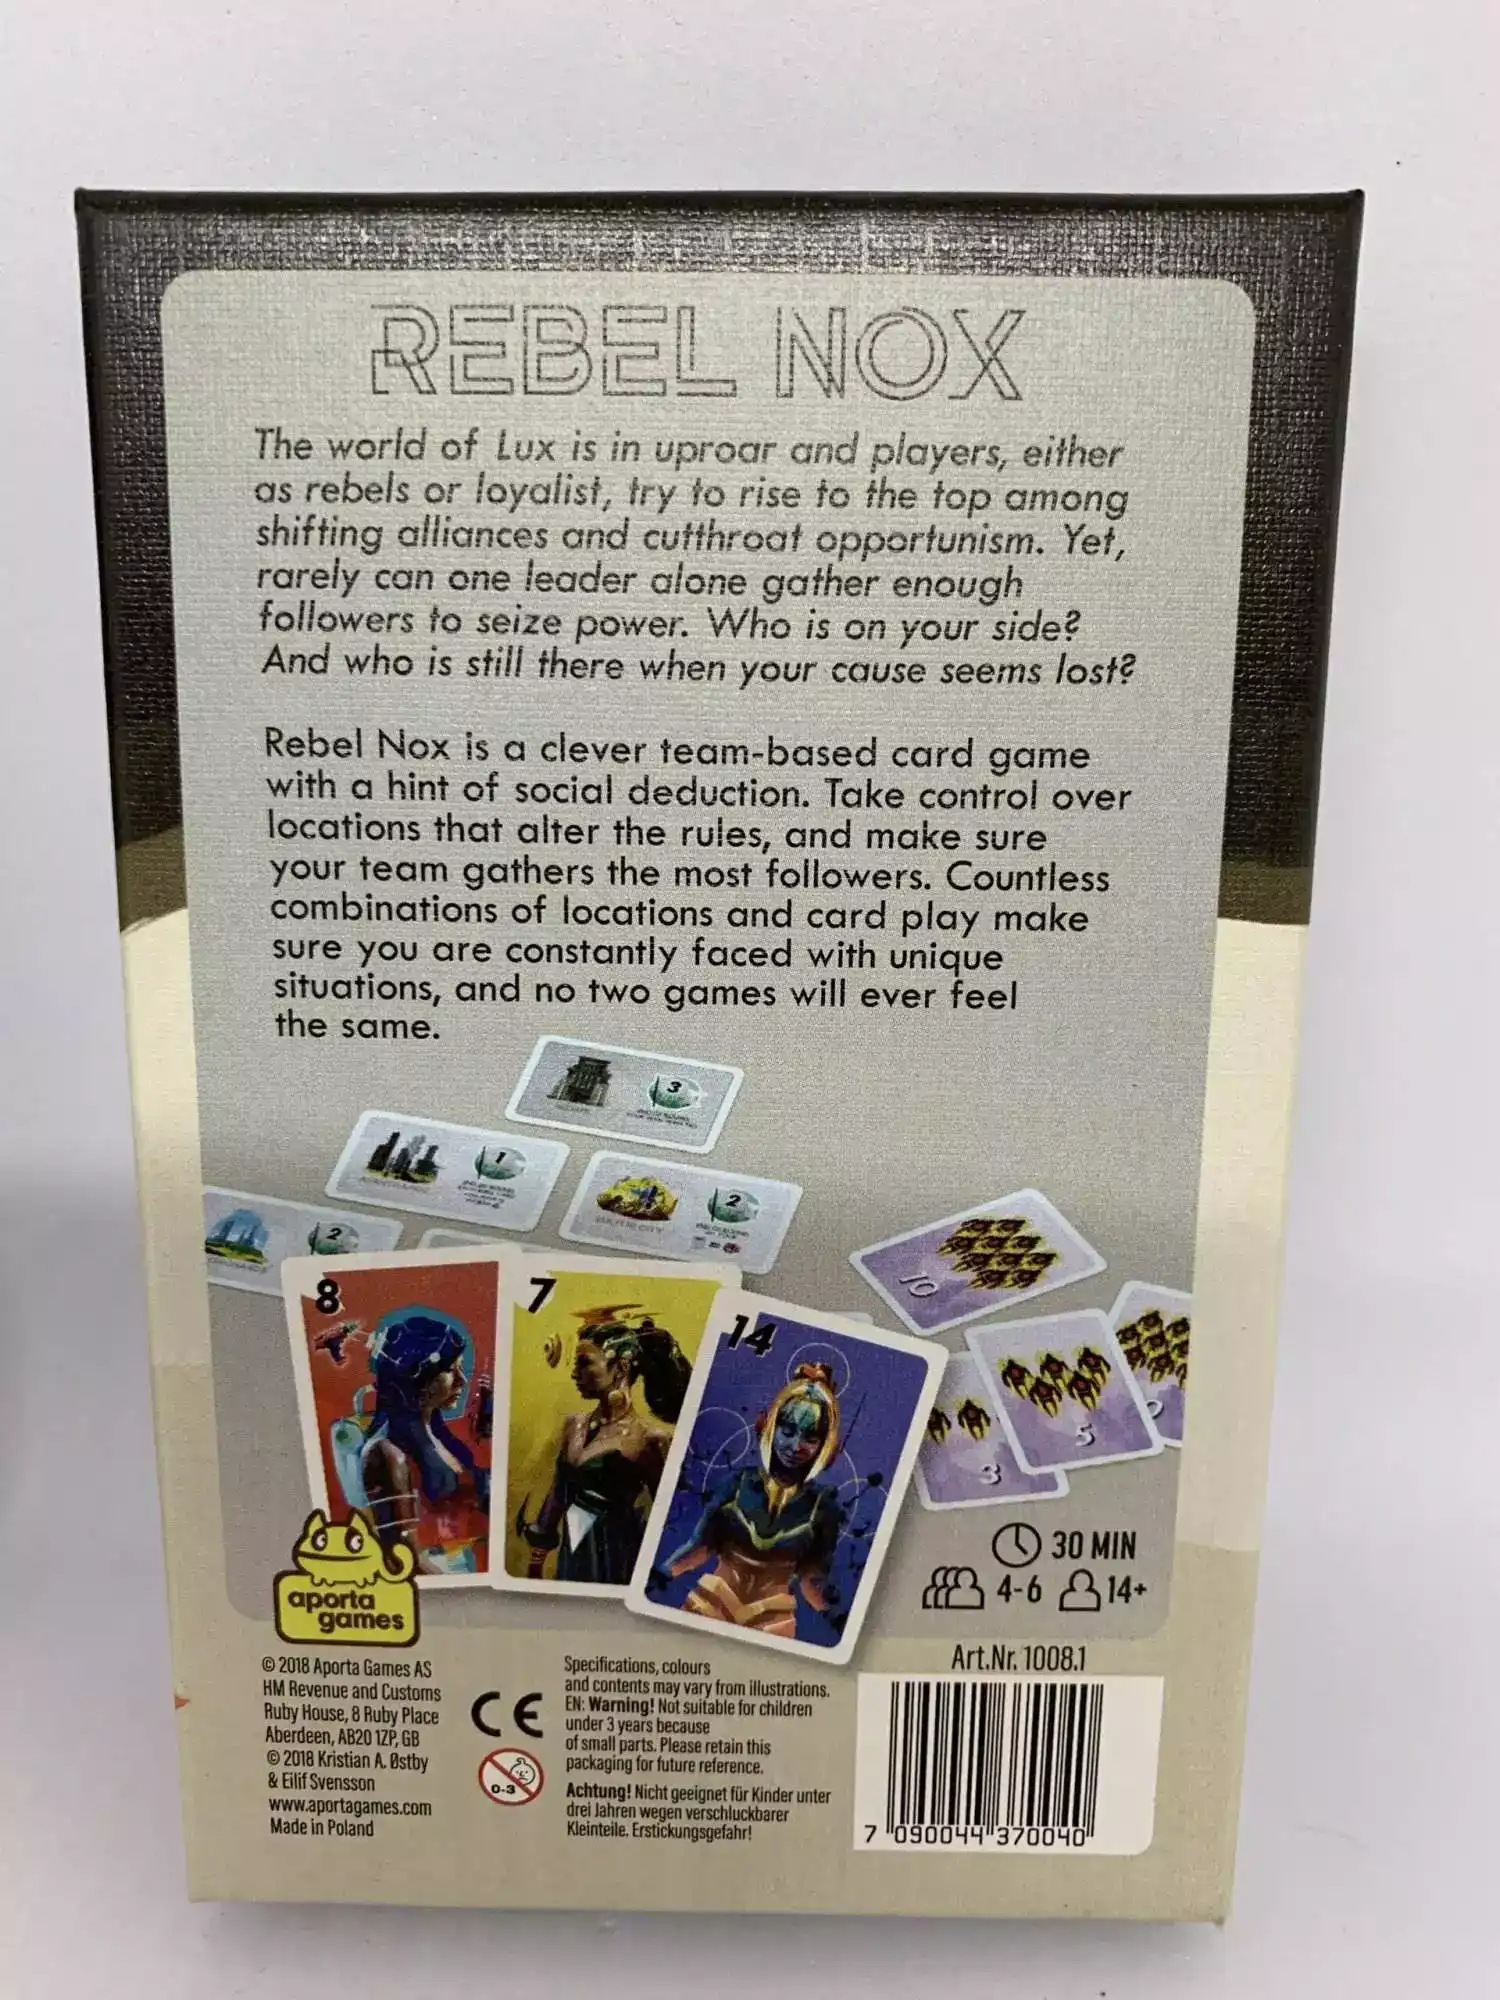 REBEL NOX
The world of Lux is in uproar and players, either
as rebels or loyalist, try to rise to the top among
shifting alliances and cutthroat opportunism. Yet,
rarely can one leader alone gather enough
followers to seize power. Who is on your side?
And who is still there when your cause seems lost?
Rebel Nox is a clever team-based card game
with a hint of social deduction. Take control over
locations that alter the rules, and make sure
your team gathers the most followers. Countless
combinations of locations and card play make
sure you are constantly faced with unique
situations, and no two games will ever feel
the same.
3
1
2
2
10
5
3
8
7
14
aporta
games
30 MIN
4-6 14+
© 2018 Aporta Games AS
HM Revenue and Customs
Ruby House, 8 Ruby Place
Aberdeen, AB20 1ZP, GB
© 2018 Kristian A. Østby
& Eilif Svensson
www.aportagames.com
Made in Poland
CE
0-3
Specifications, colours
and contents may vary from illustrations.
EN: Warning! Not suitable for children
under 3 years because
of small parts. Please retain this
packaging for future reference.
Achtung! Nicht geeignet für Kinder unter
drei Jahren wegen verschluckbarer
Kleinteile. Erstickungsgefahr!
Art.Nr. 1008.1
7 090044 370040